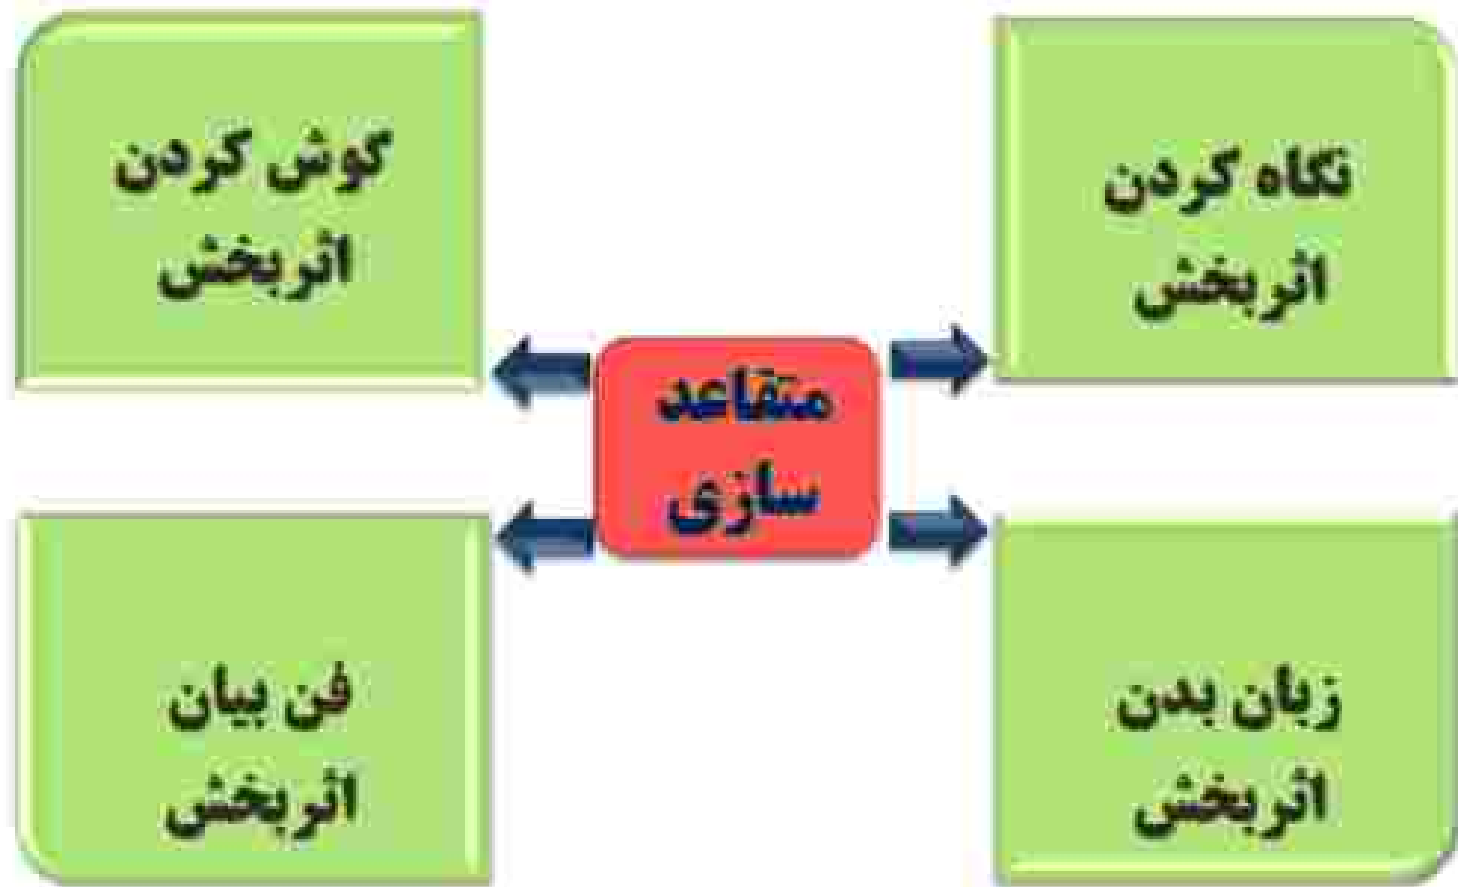 نگاه کردن
اثربخش
گوش کردن
اثربخش
متقاعد
سازی
زبان بدن
اثربخش
فن بیان
اثربخش